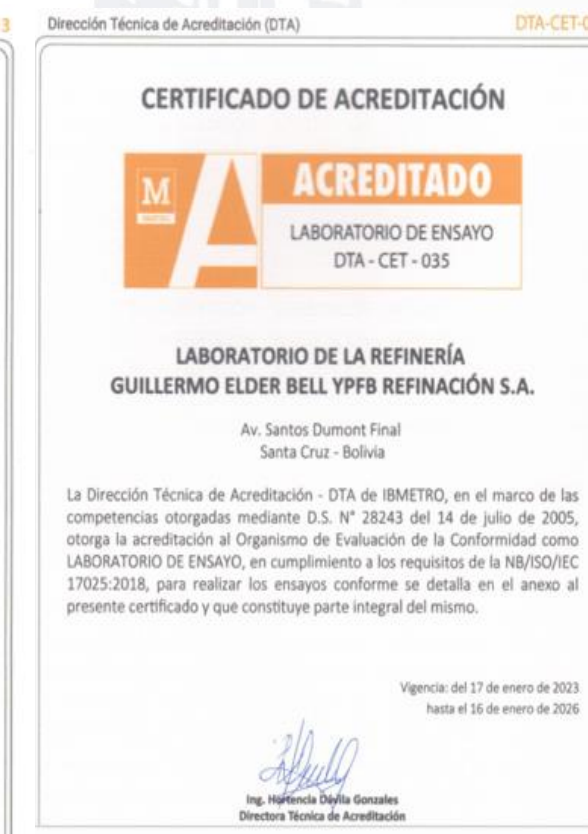 3
Dirección Técnica de Acreditación (DTA)
DTA-CET-0
CERTIFICADO DE ACREDITACIÓN
M
A
ACREDITADO
LABORATORIO DE ENSAYO
DTA - CET - 035
LABORATORIO DE LA REFINERÍA
GUILLERMO ELDER BELL YPFB REFINACIÓN S.A.
Av. Santos Dumont Final
Santa Cruz - Bolivia
La Dirección Técnica de Acreditación - DTA de IBMETRO, en el marco de las
competencias otorgadas mediante D.S. N° 28243 del 14 de julio de 2005,
otorga la acreditación al Organismo de Evaluación de la Conformidad como
LABORATORIO DE ENSAYO, en cumplimiento a los requisitos de la NB/ISO/IEC
17025:2018, para realizar los ensayos conforme se detalla en el anexo al
presente certificado y que constituye parte integral del mismo.
Vigencia: del 17 de enero de 2023
hasta el 16 de enero de 2026
Ing. Hortencia Dávila Gonzales
Directora Técnica de Acreditación